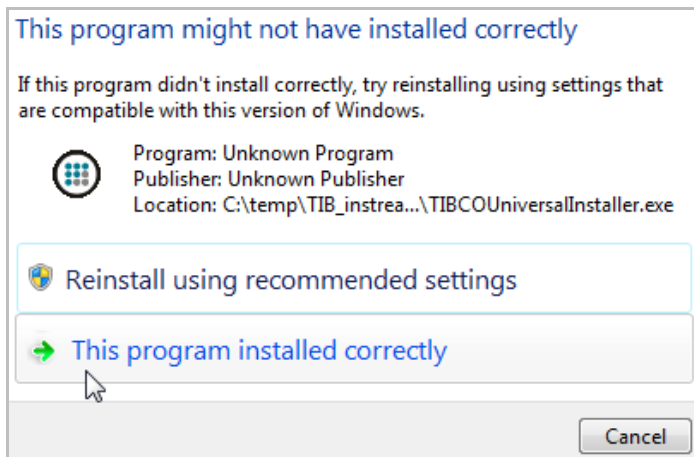 This program might not have installed correctly
If this program didn't install correctly, try reinstalling using settings that
are compatible with this version of Windows.
Program: Unknown Program
Publisher: Unknown Publisher
Location: C:\temp\TIB_instrea...\TIBCOUniversalInstaller.exe
Reinstall using recommended settings
This program installed correctly
Cancel